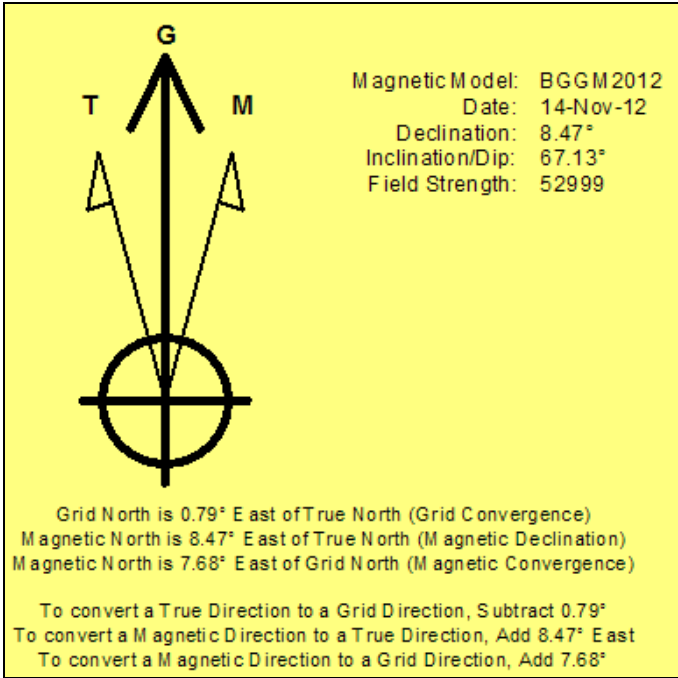 G
T
M
Magnetic Model: BGGM2012
Date: 14-Nov-12
Declination: 8.47°
Inclination/Dip: 67.13°
Field Strength: 52999
Grid North is 0.79° East of True North (Grid Convergence)
Magnetic North is 8.47° East of True North (Magnetic Declination)
Magnetic North is 7.68° East of Grid North (Magnetic Convergence)
To convert a True Direction to a Grid Direction, Subtract 0.79°
To convert a Magnetic Direction to a True Direction, Add 8.47° East
To convert a Magnetic Direction to a Grid Direction, Add 7.68°